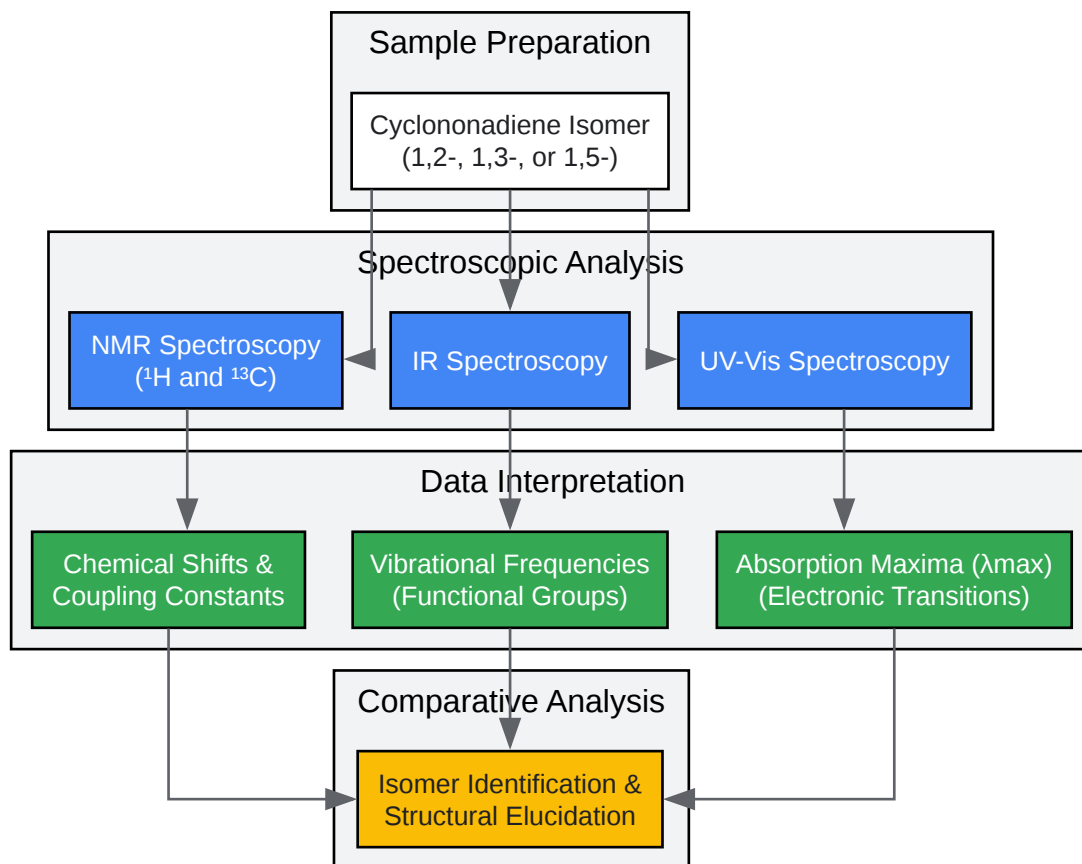 Sample Preparation
Cyclononadiene Isomer
(1,2-, 1,3-, or 1,5-)
Spectroscopic Analysis
NMR Spectroscopy
(¹H and ¹³C)
IR Spectroscopy
UV-Vis Spectroscopy
Data Interpretation
Chemical Shifts &
Coupling Constants
Vibrational Frequencies
(Functional Groups)
Absorption Maxima (λmax)
(Electronic Transitions)
Comparative Analysis
Isomer Identification &
Structural Elucidation